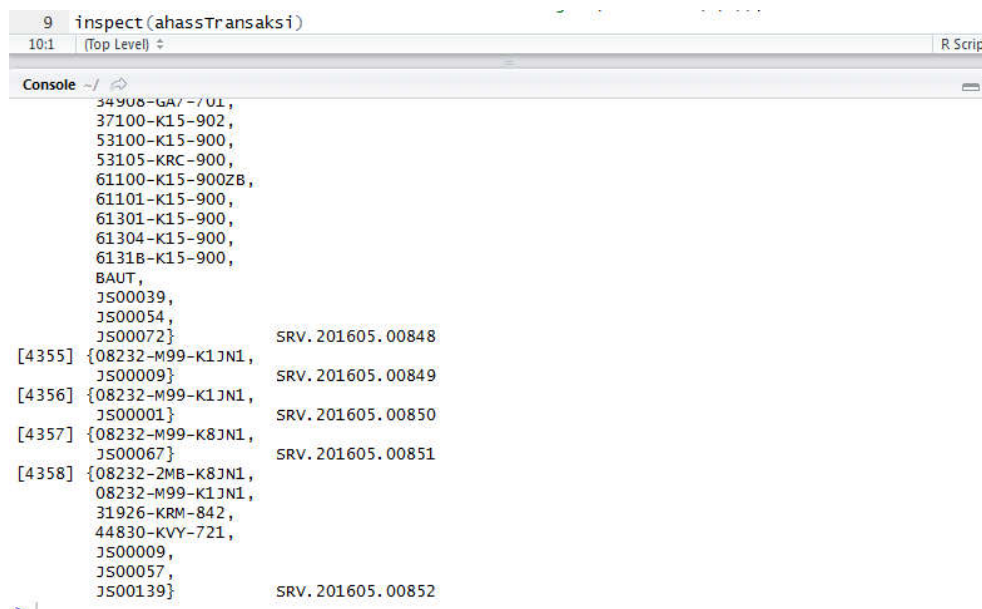 9 inspect(ahassTransaksi)
10:1 (Top Level) R Scrip
Console ~/
34908-GA7-701,
37100-K15-902,
53100-K15-900,
53105-KRC-900,
61100-K15-900ZB,
61101-K15-900,
61301-K15-900,
61304-K15-900,
6131B-K15-900,
BAUT,
JS00039,
JS00054,
JS00072} SRV.201605.00848
[4355] {08232-M99-K1JN1,
JS00009} SRV.201605.00849
[4356] {08232-M99-K1JN1,
JS00001} SRV.201605.00850
[4357] {08232-M99-K8JN1,
JS00067} SRV.201605.00851
[4358] {08232-2MB-K8JN1,
08232-M99-K1JN1,
31926-KRM-842,
44830-KVY-721,
JS00009,
JS00057,
JS00139} SRV.201605.00852